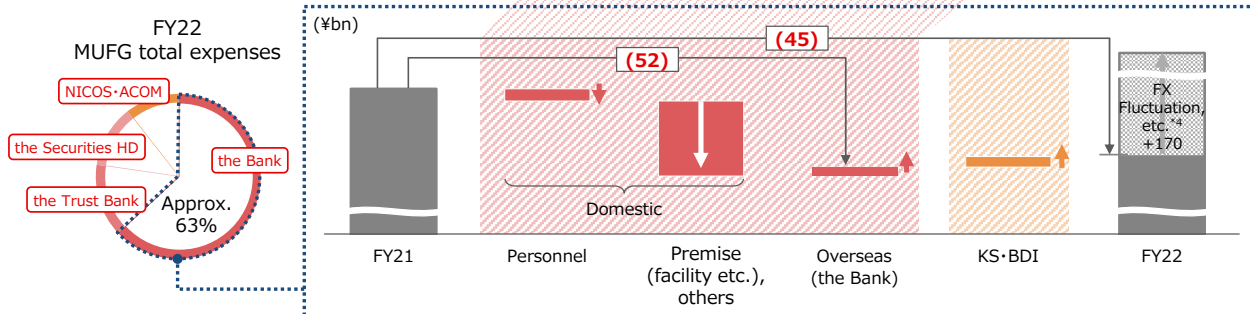 FY22
MUFG total expenses
NICOS・ACOM
the Securities HD
the Bank
the Trust Bank
Approx.
63%
(¥bn)
(45)
(52)
FX
Fluctuation,
etc.*4
+170
Domestic
FY21
Personnel
Premise
(facility etc.),
others
Overseas
(the Bank)
KS・BDI
FY22